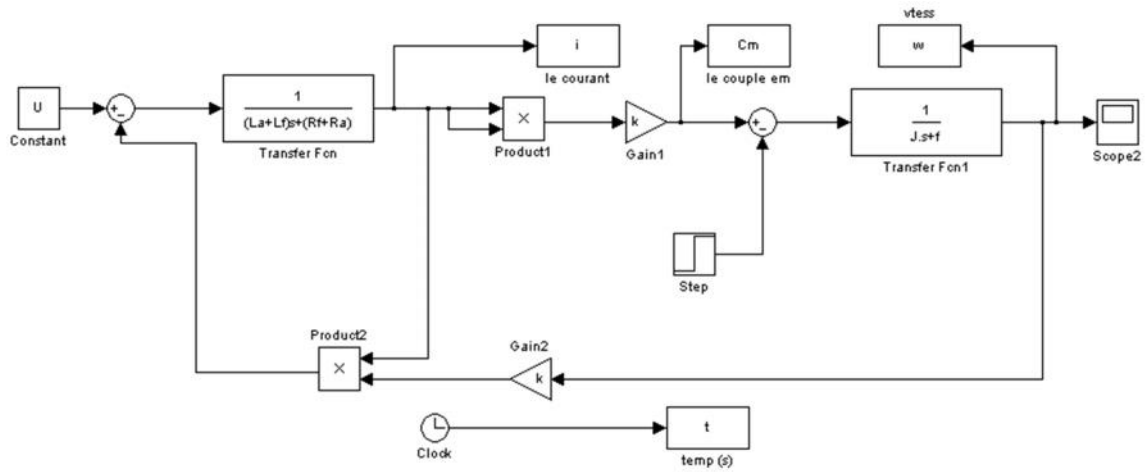 vtess
i
Cm
w
le courant
le couple em
U
Constant
1
(La+Lf)s+(Rf+Ra)
Transfer Fcn
×
Product1
k
Gain1
1
J.s+f
Transfer Fcn1
Scope2
Step
Product2
×
Gain2
k
Clock
t
temp (s)